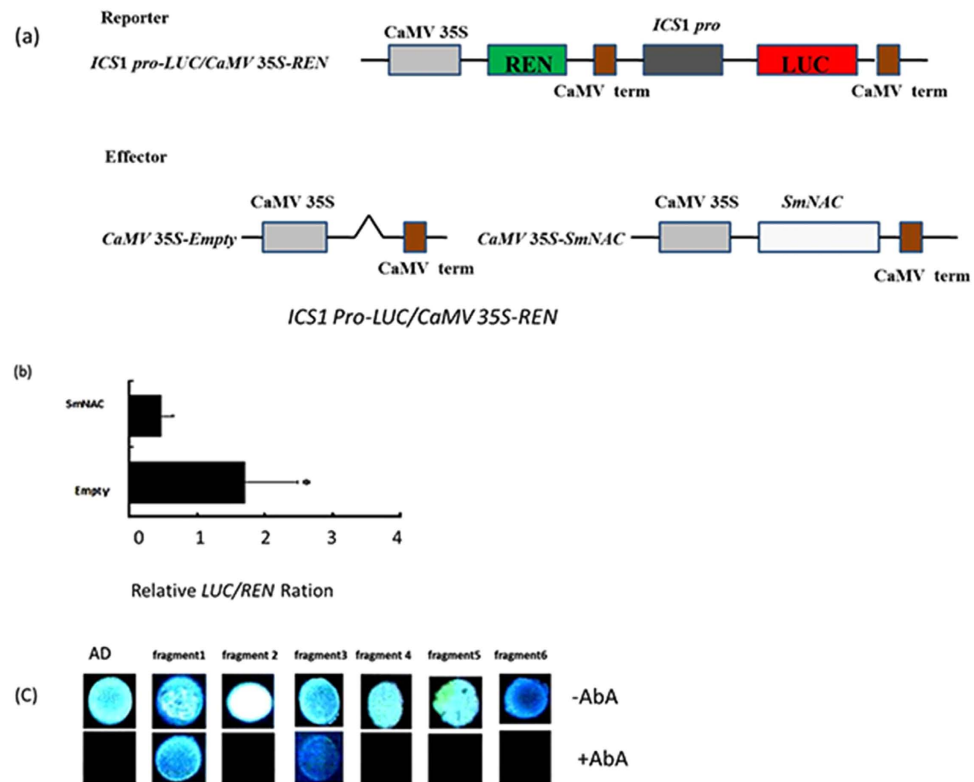 (a)
Reporter
ICS1 pro-LUC/CaMV 35S-REN
CaMV 35S
REN
CaMV term
ICS1 pro
LUC
CaMV term
Effector
CaMV 35S-Empty
CaMV 35S
CaMV term
CaMV 35S-SmNAC
CaMV 35S
SmNAC
CaMV term
ICS1 Pro-LUC/CaMV 35S-REN
(b)
SmNAC
Empty
0 1 2 3 4
Relative LUC/REN Ration
(C)
AD fragment1 fragment 2 fragment3 fragment 4 fragment5 fragment6
-AbA
+AbA